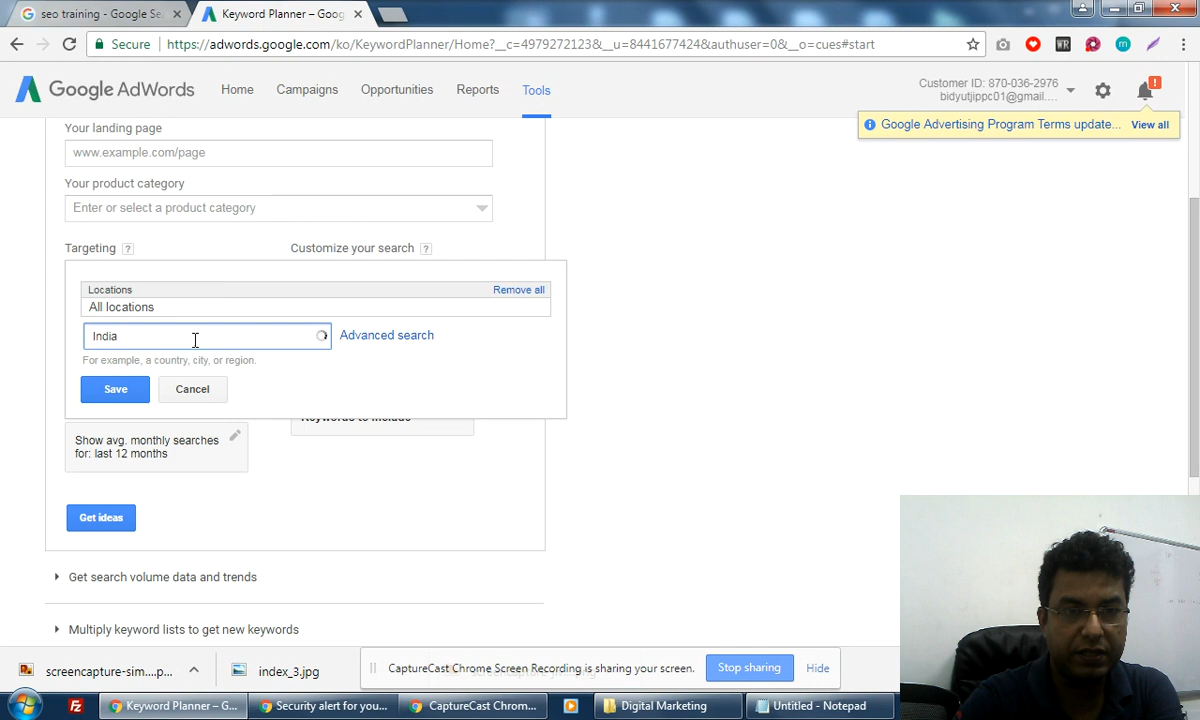 seo training - Google Se
Keyword Planner – Goog
Secure
https://adwords.google.com/ko/KeywordPlanner/Home?__c=4979272123&__u=8441677424&authuser=0&__o=cues#start
Google AdWords
Home
Campaigns
Opportunities
Reports
Tools
Customer ID: 870-036-2976
bidyutjippc01@gmail....
Google Advertising Program Terms update...
View all
Your landing page
www.example.com/page
Your product category
Enter or select a product category
Targeting ?
Customize your search ?
Locations
Remove all
All locations
India
Advanced search
For example, a country, city, or region.
Save
Cancel
Keywords to include
Show avg. monthly searches
for: last 12 months
Get ideas
Get search volume data and trends
Multiply keyword lists to get new keywords
screencapture-sim....p...
index_3.jpg
CaptureCast Chrome Screen Recording is sharing your screen.
Stop sharing
Hide
Keyword Planner – G...
Security alert for you...
CaptureCast Chrom...
Digital Marketing
Untitled - Notepad